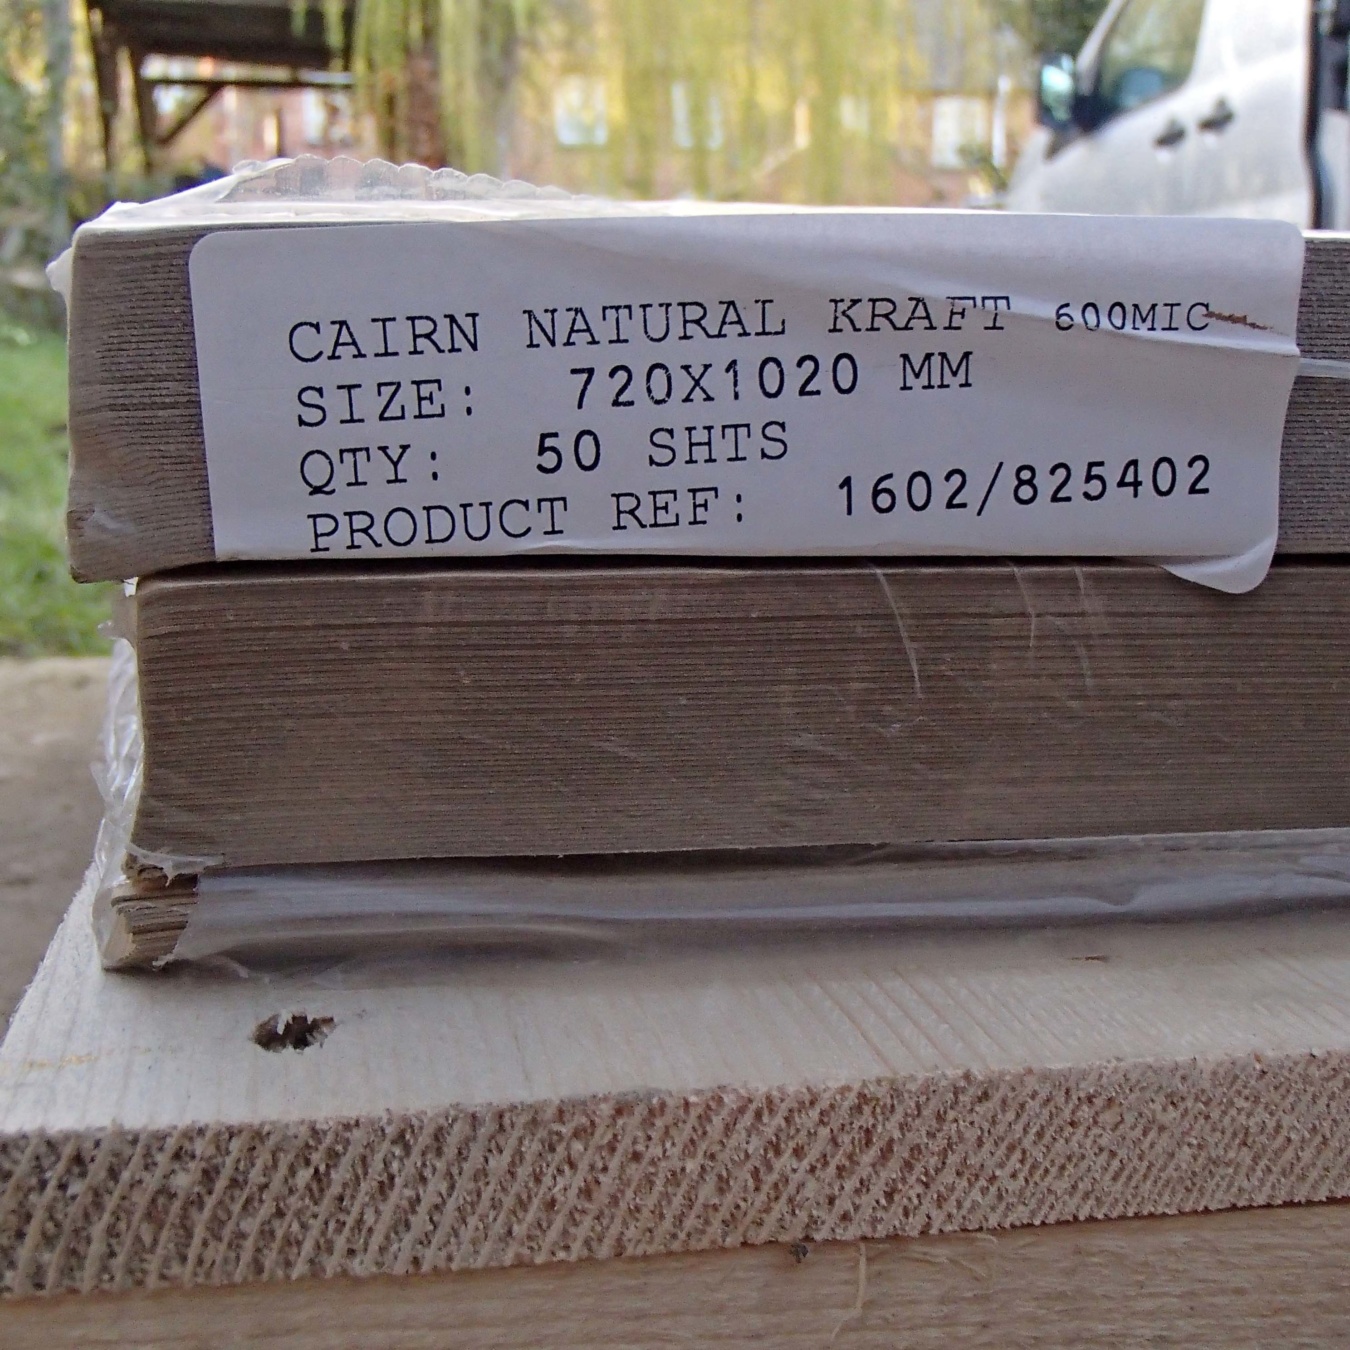 CAIRN NATURAL KRAFT 600MIC
SIZE: 720X1020 MM
QTY: 50 SHTS
PRODUCT REF: 1602/825402